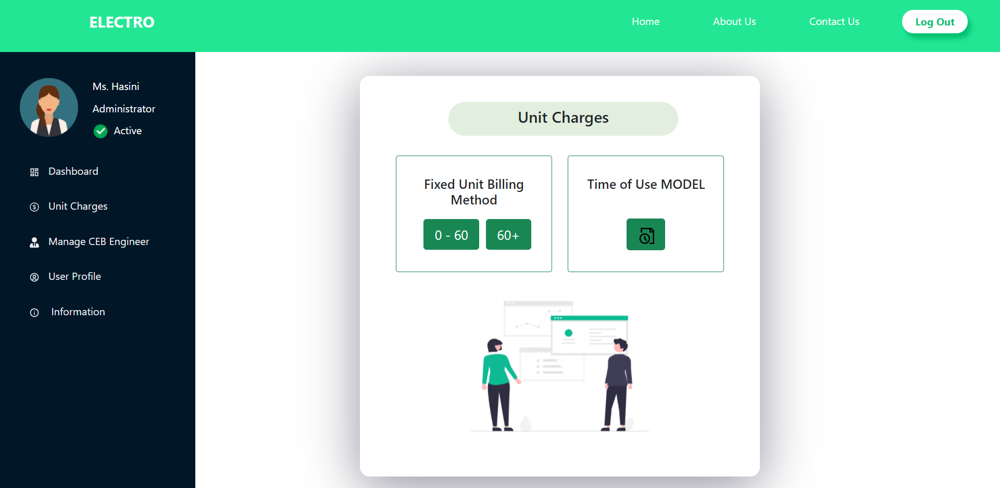 ELECTRO
Home
About Us
Contact Us
Log Out
Ms. Hasini
Administrator
Active
Dashboard
Unit Charges
Manage CEB Engineer
User Profile
Information
Unit Charges
Fixed Unit Billing
Method
0 - 60
60+
Time of Use MODEL